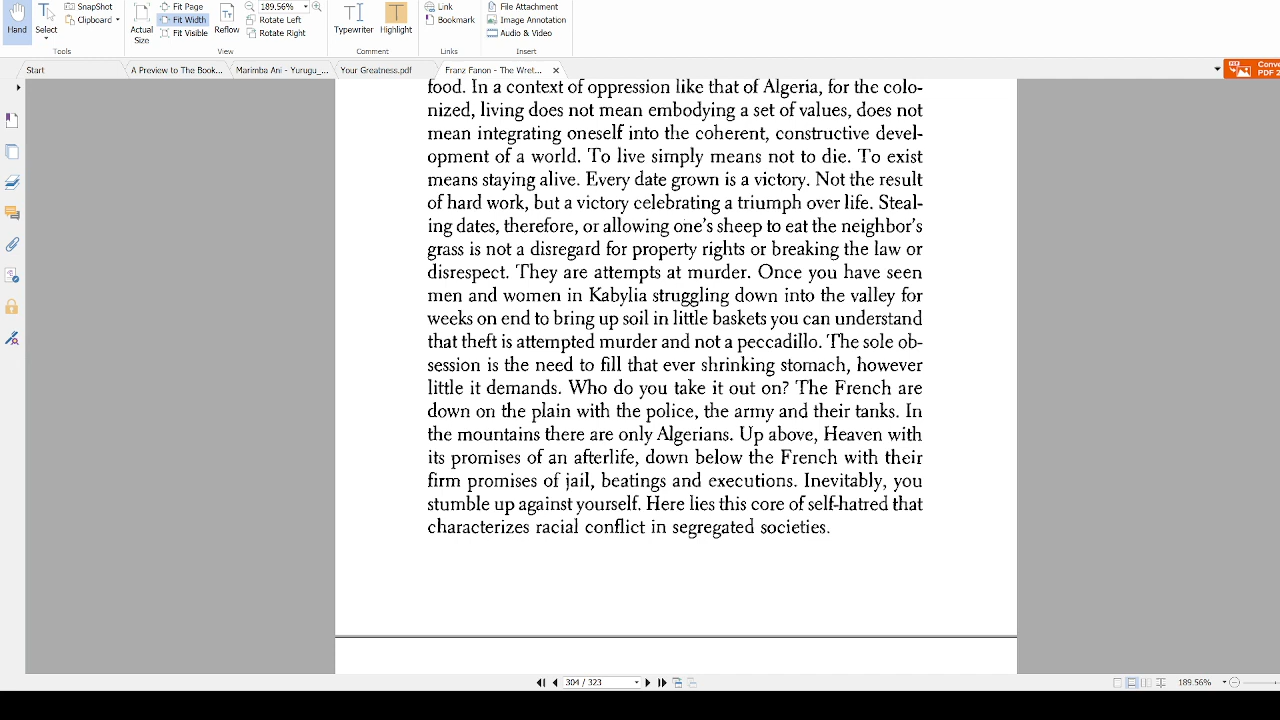 SnapShot
Clipboard
Hand
Select
Tools
Actual
Size
Fit Page
Fit Width
Fit Visible
Reflow
189.56%
Rotate Left
Rotate Right
View
Typewriter
Highlight
Comment
Link
Bookmark
Links
File Attachment
Image Annotation
Audio & Video
Insert
Start
A Preview to The Book...
Marimba Ani - Yurugu_...
Your Greatness.pdf
Franz Fanon - The Wret...
Conve
PDF 2
food. In a context of oppression like that of Algeria, for the colo-
nized, living does not mean embodying a set of values, does not
mean integrating oneself into the coherent, constructive devel-
opment of a world. To live simply means not to die. To exist
means staying alive. Every date grown is a victory. Not the result
of hard work, but a victory celebrating a triumph over life. Steal-
ing dates, therefore, or allowing one's sheep to eat the neighbor's
grass is not a disregard for property rights or breaking the law or
disrespect. They are attempts at murder. Once you have seen
men and women in Kabylia struggling down into the valley for
weeks on end to bring up soil in little baskets you can understand
that theft is attempted murder and not a peccadillo. The sole ob-
session is the need to fill that ever shrinking stomach, however
little it demands. Who do you take it out on? The French are
down on the plain with the police, the army and their tanks. In
the mountains there are only Algerians. Up above, Heaven with
its promises of an afterlife, down below the French with their
firm promises of jail, beatings and executions. Inevitably, you
stumble up against yourself. Here lies this core of self-hatred that
characterizes racial conflict in segregated societies.
304 / 323
189.56%